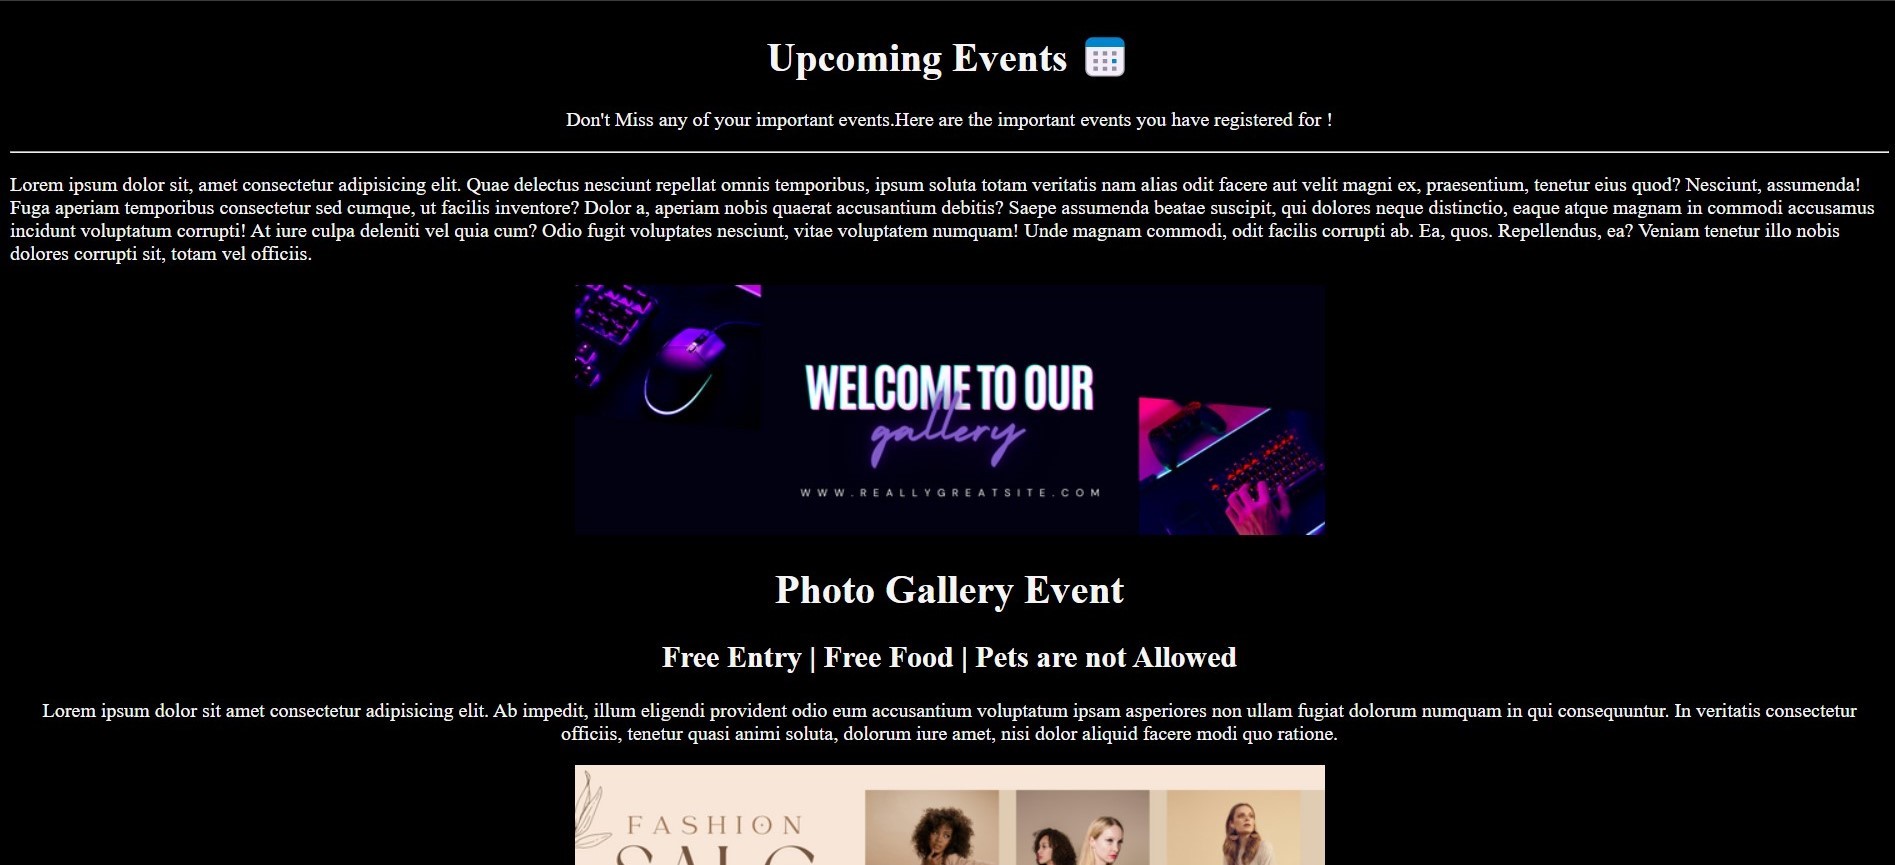 Upcoming Events
Don't Miss any of your important events.Here are the important events you have registered for !
Lorem ipsum dolor sit, amet consectetur adipisicing elit. Quae delectus nesciunt repellat omnis temporibus, ipsum soluta totam veritatis nam alias odit facere aut velit magni ex, praesentium, tenetur eius quod? Nesciunt, assumenda!
Fuga aperiam temporibus consectetur sed cumque, ut facilis inventore? Dolor a, aperiam nobis quaerat accusantium debitis? Saepe assumenda beatae suscipit, qui dolores neque distinctio, eaque atque magnam in commodi accusamus
incidunt voluptatum corrupti! At iure culpa deleniti vel quia cum? Odio fugit voluptates nesciunt, vitae voluptatem numquam! Unde magnam commodi, odit facilis corrupti ab. Ea, quos. Repellendus, ea? Veniam tenetur illo nobis
dolores corrupti sit, totam vel officiis.
WELCOME TO OUR
gallery
WWW.REALLYGREATSITE.COM
Photo Gallery Event
Free Entry | Free Food | Pets are not Allowed
Lorem ipsum dolor sit amet consectetur adipisicing elit. Ab impedit, illum eligendi provident odio eum accusantium voluptatum ipsam asperiores non ullam fugiat dolorum numquam in qui consequuntur. In veritatis consectetur
officiis, tenetur quasi animi soluta, dolorum iure amet, nisi dolor aliquid facere modi quo ratione.
FASHION